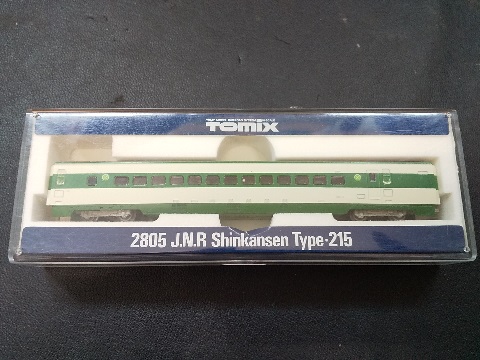 TOMIX
2805 J.N.R Shinkansen Type-215